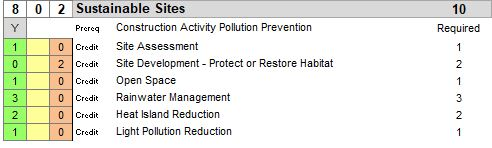 8 0 2 Sustainable Sites 10
Y Prereq Construction Activity Pollution Prevention Required
1 0 Credit Site Assessment 1
0 2 Credit Site Development - Protect or Restore Habitat 2
1 0 Credit Open Space 1
3 0 Credit Rainwater Management 3
2 0 Credit Heat Island Reduction 2
1 0 Credit Light Pollution Reduction 1